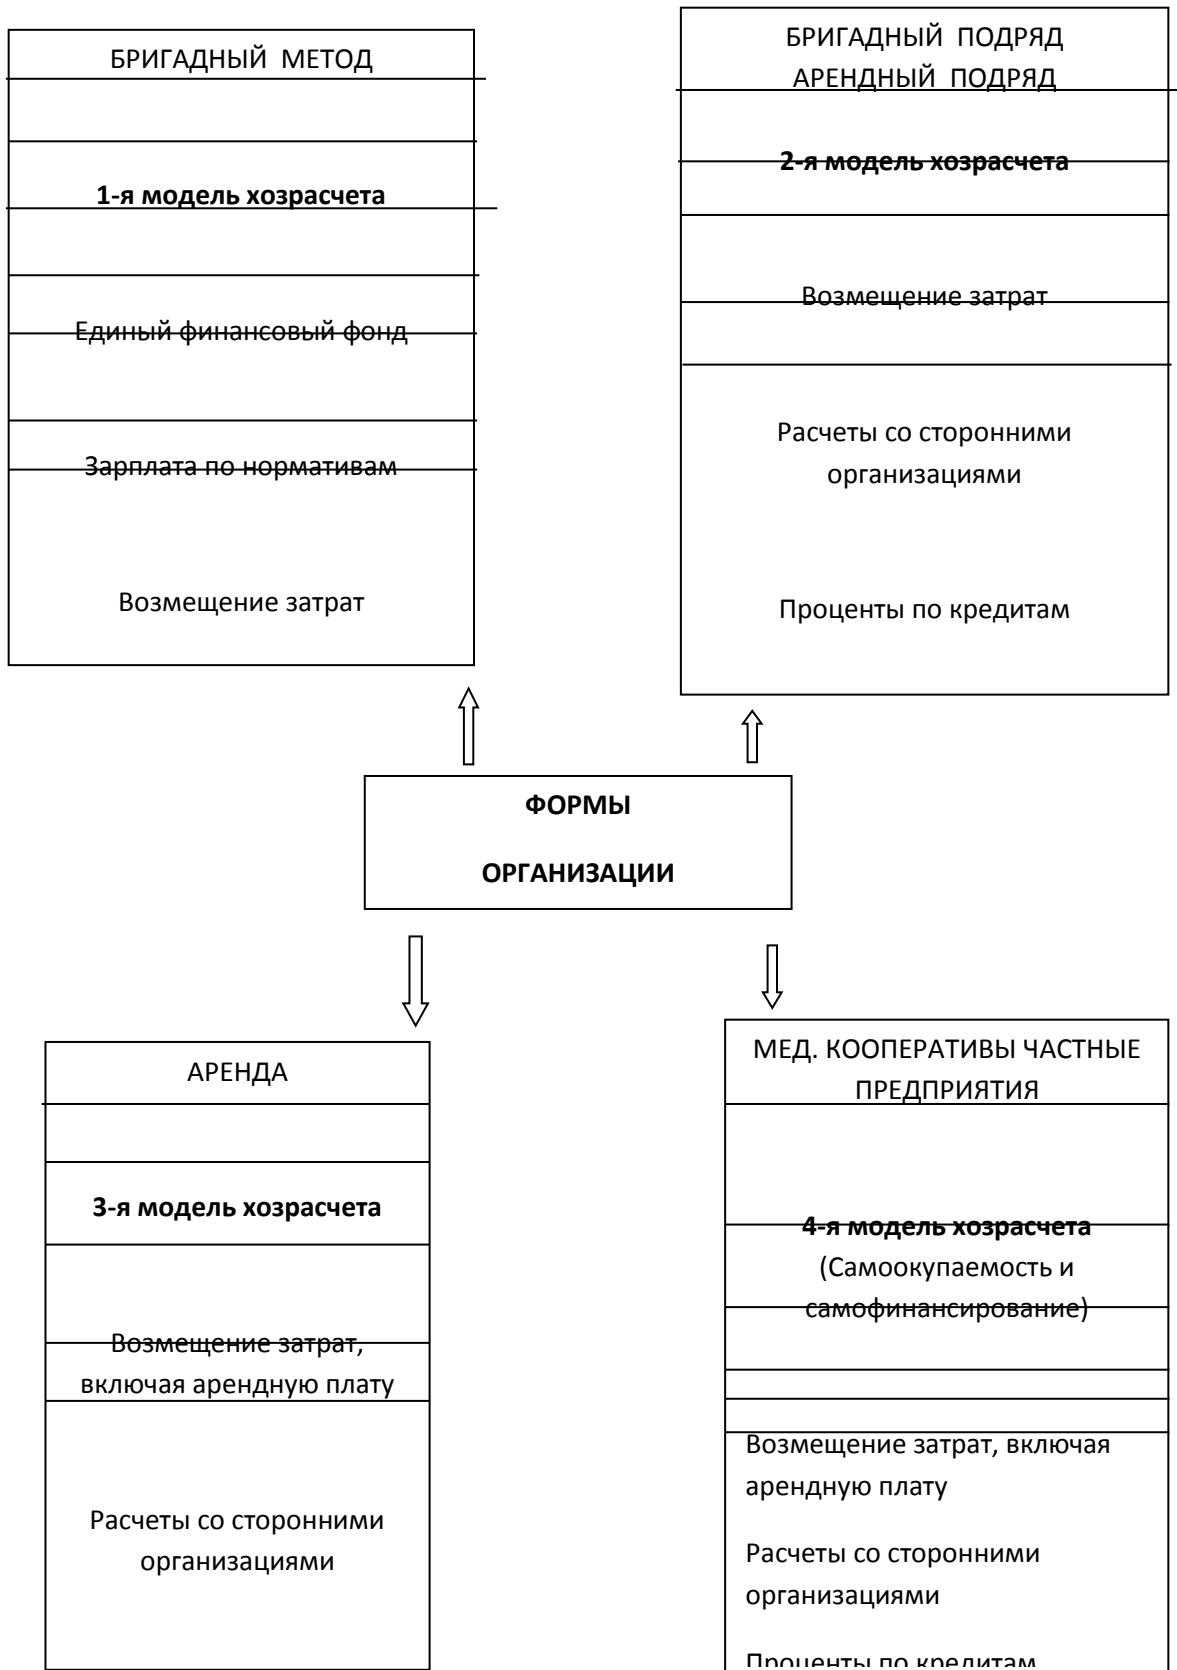 БРИГАДНЫЙ МЕТОД
1-я модель хозрасчета
Единый финансовый фонд
Зарплата по нормативам
Возмещение затрат
БРИГАДНЫЙ ПОДРЯД
АРЕНДНЫЙ ПОДРЯД
2-я модель хозрасчета
Возмещение затрат
Расчеты со сторонними
организациями
Проценты по кредитам
ФОРМЫ
ОРГАНИЗАЦИИ
АРЕНДА
3-я модель хозрасчета
Возмещение затрат,
включая арендную плату
Расчеты со сторонними
организациями
МЕД. КООПЕРАТИВЫ ЧАСТНЫЕ
ПРЕДПРИЯТИЯ
4-я модель хозрасчета
(Самоокупаемость и
самофинансирование)
Возмещение затрат, включая
арендную плату
Расчеты со сторонними
организациями
Проценты по кредитам